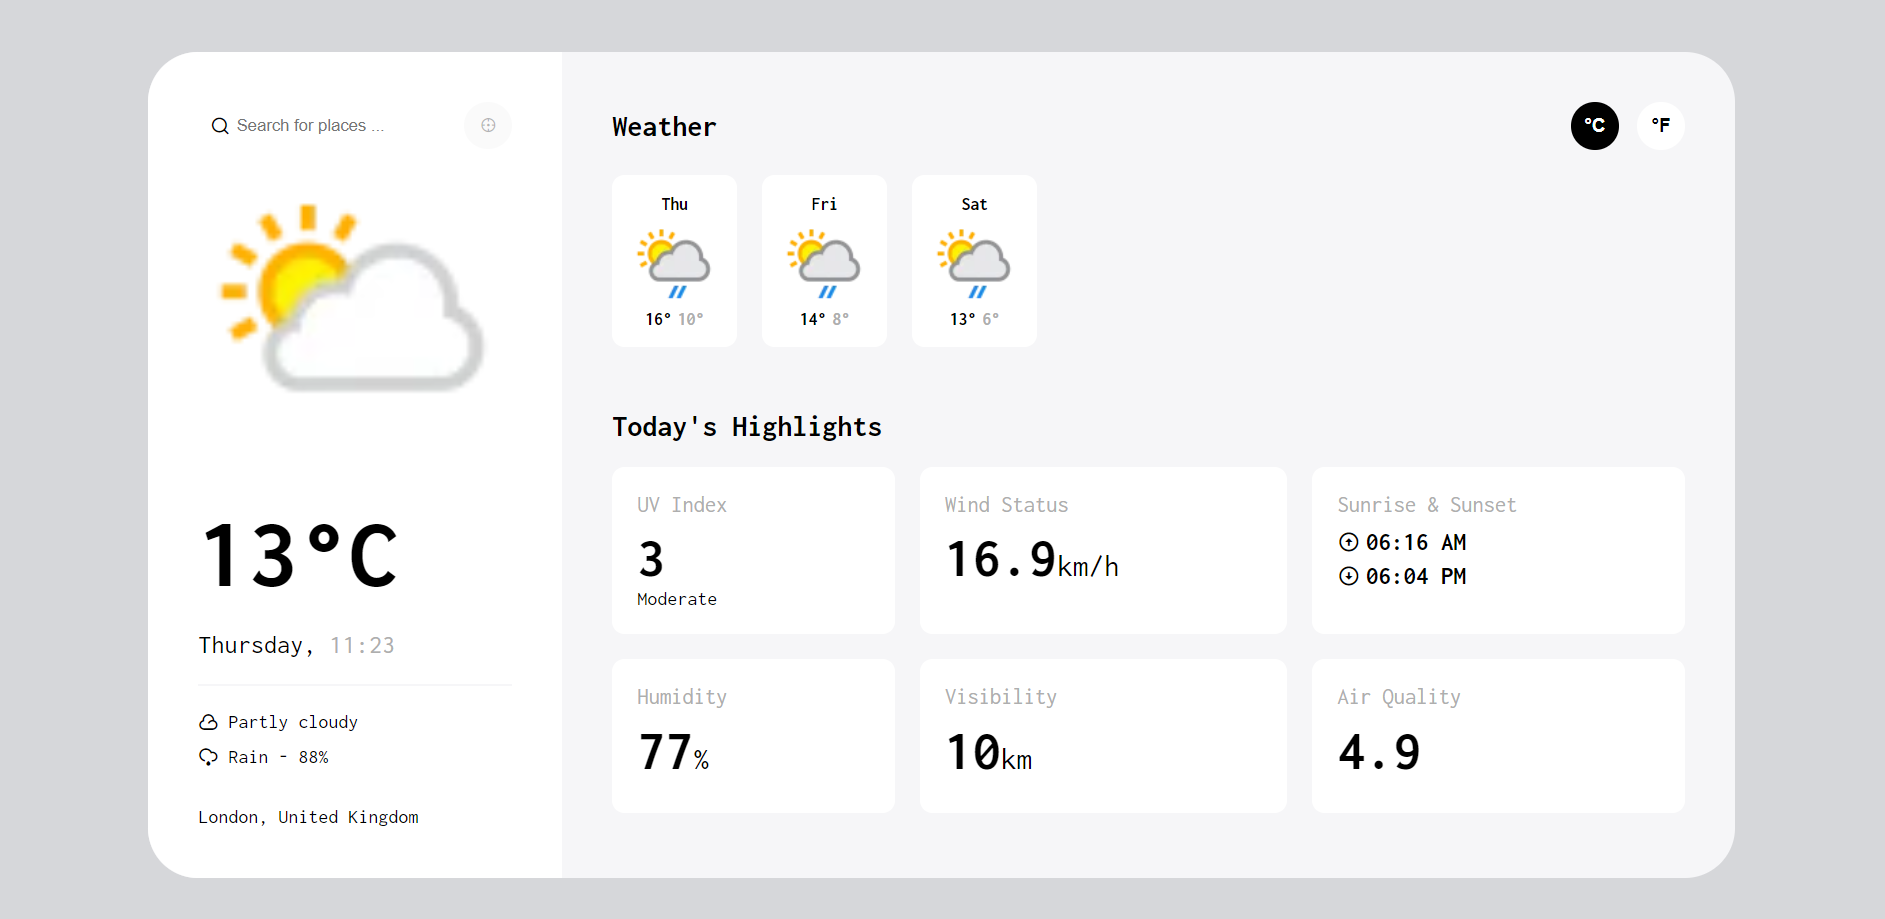 Search for places ...
13°C
Thursday, 11:23
Partly cloudy
Rain - 88%
London, United Kingdom
Weather
°C °F
Thu
16° 10°
Fri
14° 8°
Sat
13° 6°
Today's Highlights
UV Index
3
Moderate
Wind Status
16.9km/h
Sunrise & Sunset
06:16 AM
06:04 PM
Humidity
77%
Visibility
10km
Air Quality
4.9